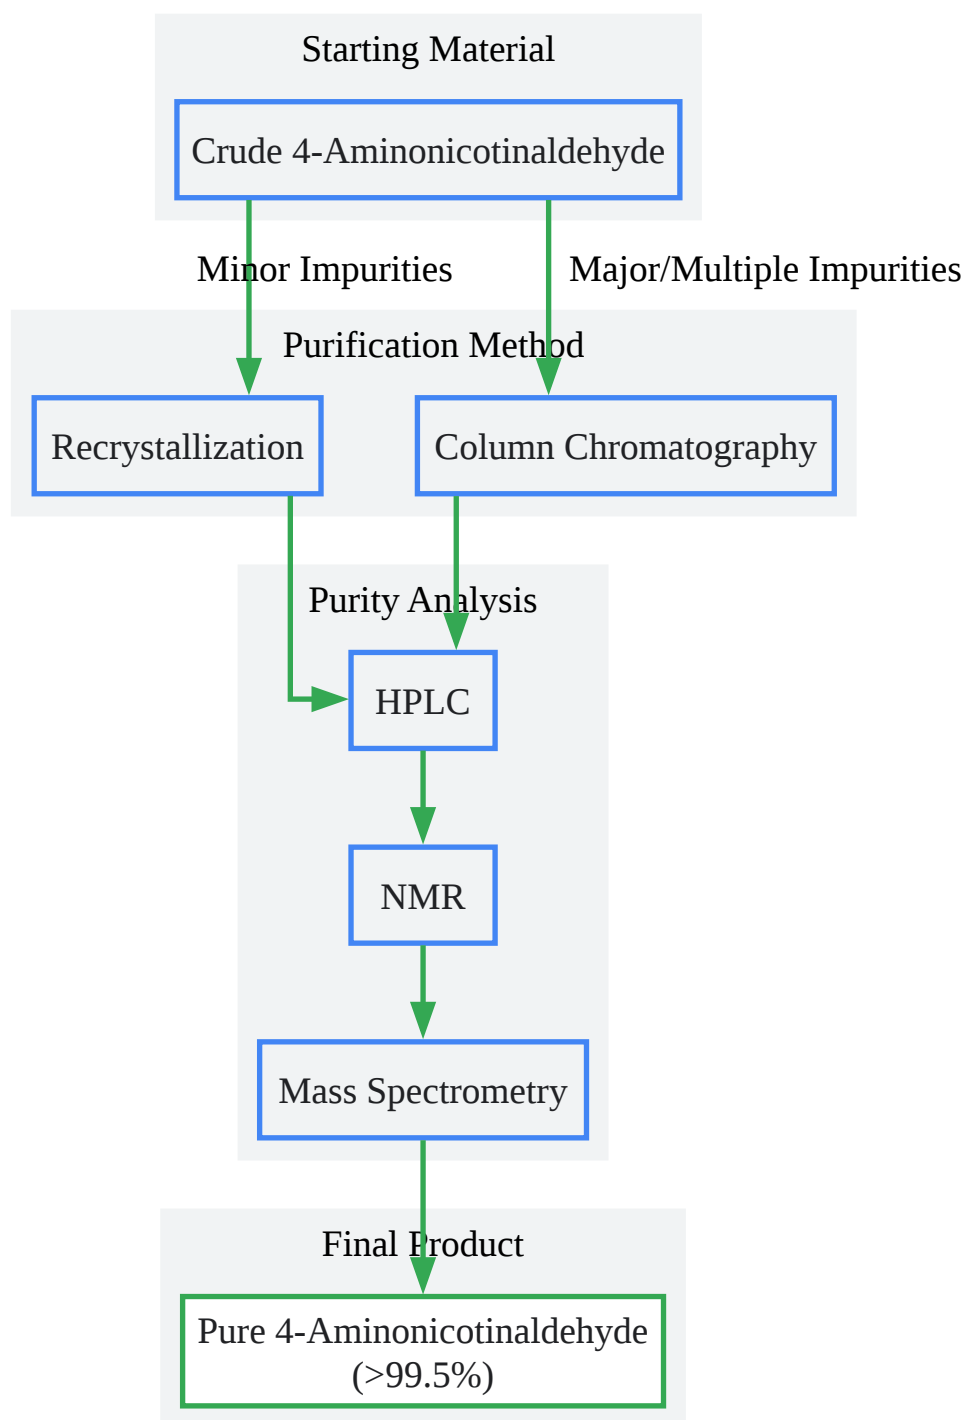 Starting Material
Crude 4-Aminonicotinaldehyde
Minor Impurities
Major/Multiple Impurities
Purification Method
Recrystallization
Column Chromatography
Purity Analysis
HPLC
NMR
Mass Spectrometry
Final Product
Pure 4-Aminonicotinaldehyde
(>99.5%)